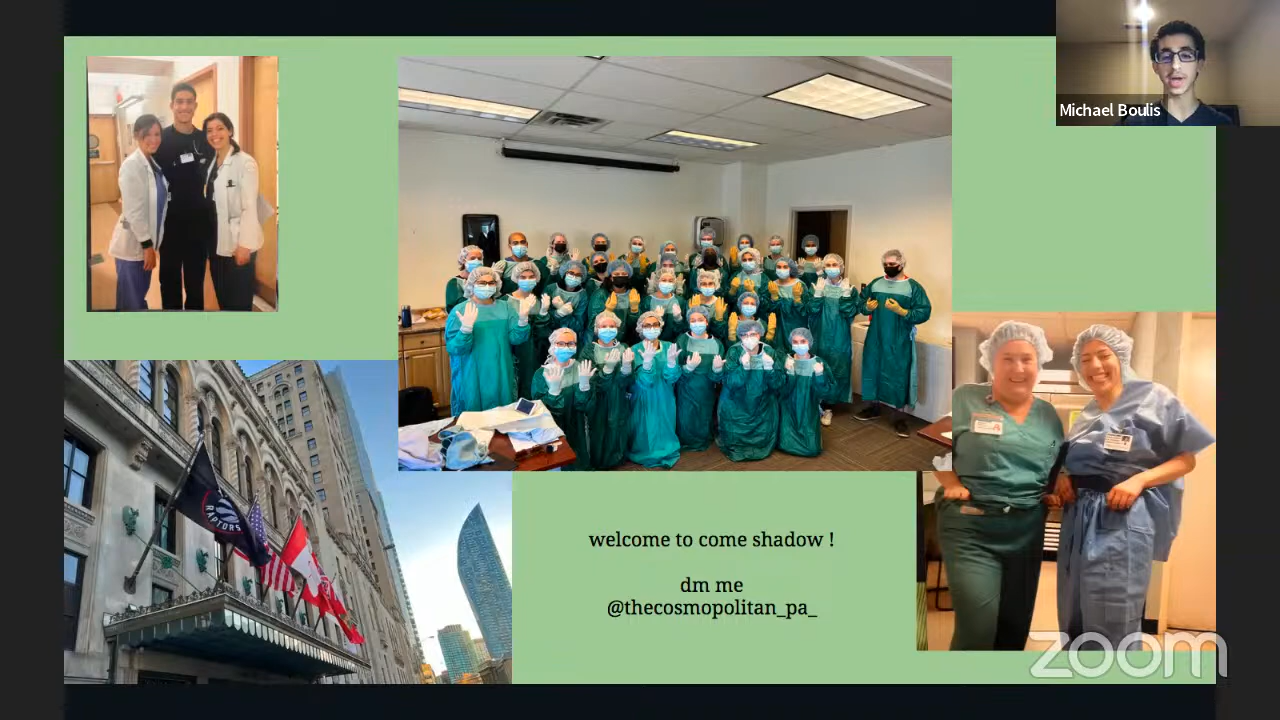 Michael Boulis
RAPTORS
welcome to come shadow !
dm me
@thecosmopolitan_pa_
zoom